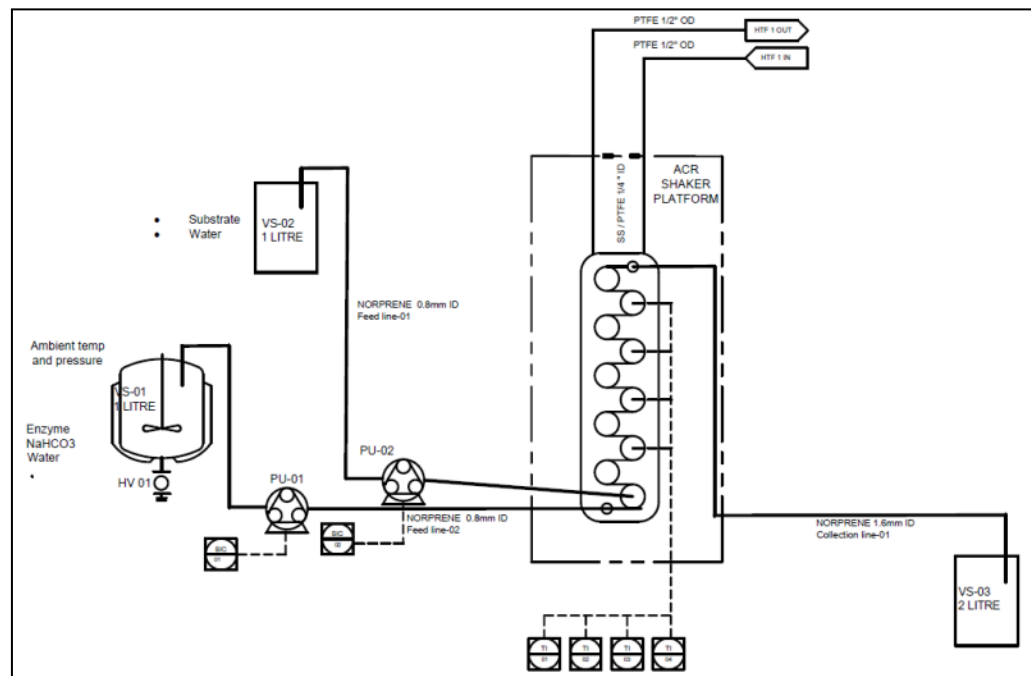 PTFE 1/2" OD
HTF 1 OUT
PTFE 1/2" OD
HTF 1 IN
ACR
SHAKER
PLATFORM
SS / PTFE 1/4 " ID
• Substrate
• Water
VS-02
1 LITRE
NORPRENE 0.8mm ID
Feed line-01
Ambient temp
and pressure
VS-01
1 LITRE
Enzyme
NaHCO3
Water
HV 01
PU-02
PU-01
NORPRENE 0.8mm ID
Feed line-02
SIC
01
SIC
02
NORPRENE 1.6mm ID
Collection line-01
VS-03
2 LITRE
TI
01
TI
02
TI
03
TI
04